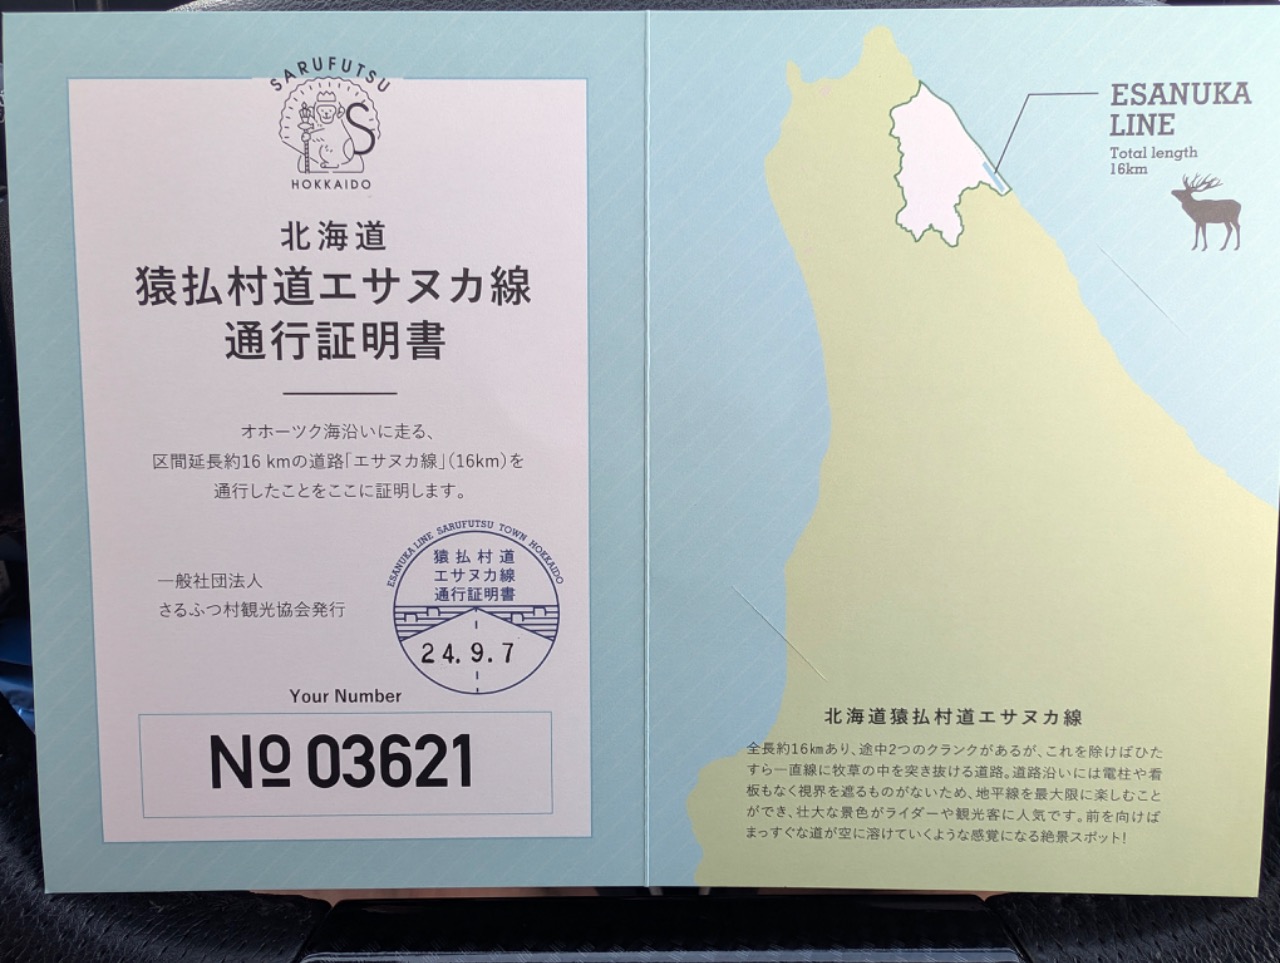 SARUFUTSU
S
HOKKAIDO
北海道
猿払村道エサヌカ線
通行証明書
オホーツク海沿いに走る、
区間延長約16 kmの道路「エサヌカ線」(16km)を
通行したことをここに証明します。
一般社団法人
さるふつ村観光協会発行
ESANUKA LINE SARUFUTSU TOWN HOKKAIDO
猿払村道
エサヌカ線
通行証明書
24.9.7
Your Number
№ 03621
ESANUKA
LINE
Total length
16km
北海道猿払村道エサヌカ線
全長約16㎞あり、途中2つのクランクがあるが、これを除けばひた
すら一直線に牧草の中を突き抜ける道路。道路沿いには電柱や看
板もなく視界を遮るものがないため、地平線を最大限に楽しむこと
ができ、壮大な景色がライダーや観光客に人気です。前を向けば
まっすぐな道が空に溶けていくような感覚になる絶景スポット!